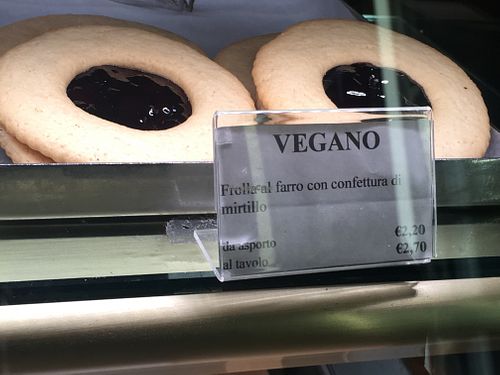 VEGANO
Frolla al farro con confettura di
mirtillo
€2,20
da asporto €2,70
al tavolo